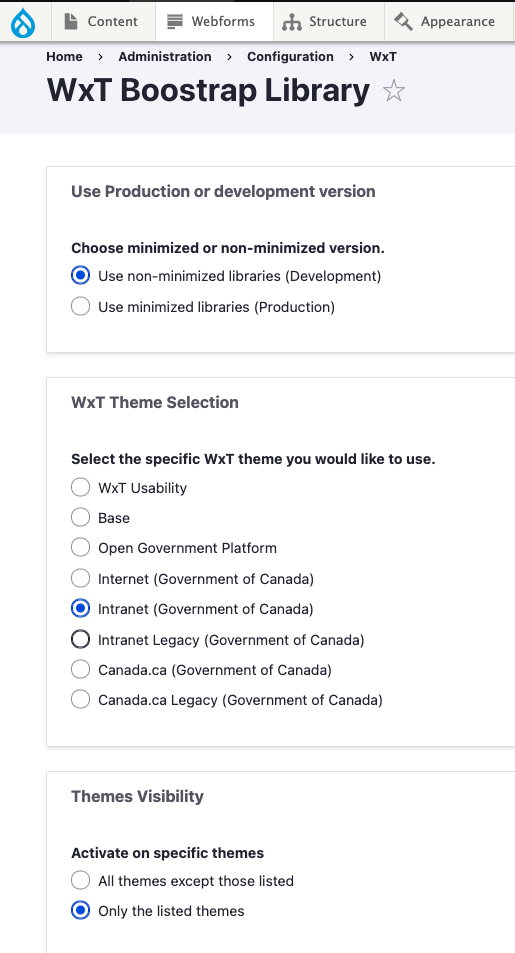 Content Webforms Structure Appearance
Home > Administration > Configuration > WxT
WxT Boostrap Library
Use Production or development version
Choose minimized or non-minimized version.
Use non-minimized libraries (Development)
Use minimized libraries (Production)
WxT Theme Selection
Select the specific WxT theme you would like to use.
WxT Usability
Base
Open Government Platform
Internet (Government of Canada)
Intranet (Government of Canada)
Intranet Legacy (Government of Canada)
Canada.ca (Government of Canada)
Canada.ca Legacy (Government of Canada)
Themes Visibility
Activate on specific themes
All themes except those listed
Only the listed themes